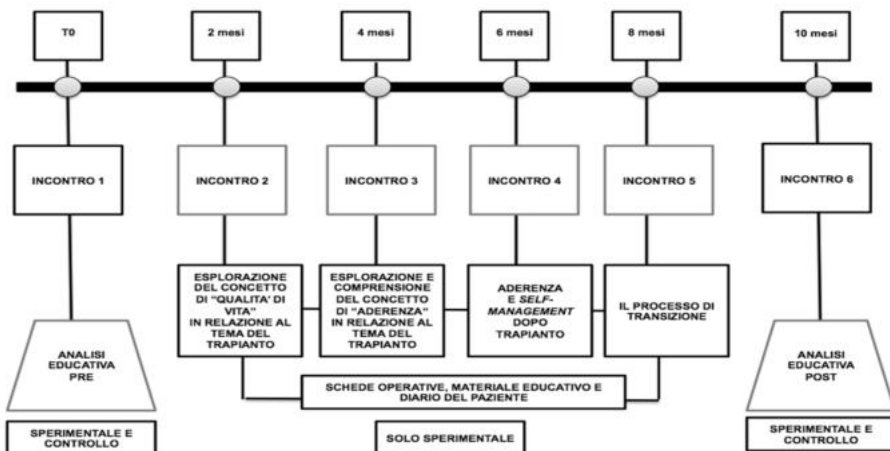 T0
2 mesi
4 mesi
6 mesi
8 mesi
10 mesi
INCONTRO 1
INCONTRO 2
INCONTRO 3
INCONTRO 4
INCONTRO 5
INCONTRO 6
ESPLORAZIONE
DEL CONCETTO
DI "QUALITA' DI
VITA"
IN RELAZIONE AL
TEMA DEL
TRAPIANTO
ESPLORAZIONE E
COMPRENSIONE
DEL CONCETTO
DI "ADERENZA"
IN RELAZIONE AL
TEMA DEL
TRAPIANTO
ADERENZA
E SELF-
MANAGEMENT
DOPO
TRAPIANTO
IL PROCESSO DI
TRANSIZIONE
ANALISI
EDUCATIVA
PRE
ANALISI
EDUCATIVA
POST
SCHEDE OPERATIVE, MATERIALE EDUCATIVO E
DIARIO DEL PAZIENTE
SPERIMENTALE E
CONTROLLO
SOLO SPERIMENTALE
SPERIMENTALE E
CONTROLLO